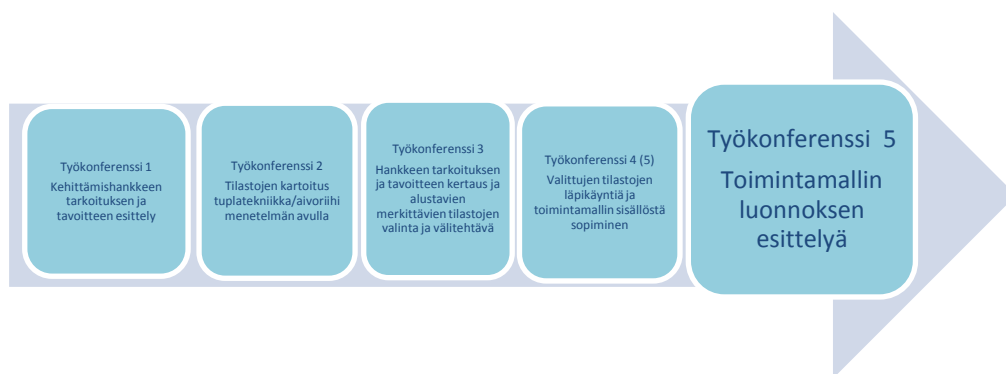 Työkonferenssi 1
Kehittämishankkeen
tarkoituksen ja
tavoitteen esittely
Työkonferenssi 2
Tilastojen kartoitus
tuplatekniikka/aivoriihi
menetelmän avulla
Työkonferenssi 3
Hankkeen tarkoituksen
ja tavoitteen kertaus ja
alustavien
merkittävien tilastojen
valinta ja välitehtävä
Työkonferenssi 4 (5)
Valittujen tilastojen
läpikäyntiä ja
toimintamallin sisällöstä
sopiminen
Työkonferenssi 5
Toimintamallin
luonnoksen
esittelyä